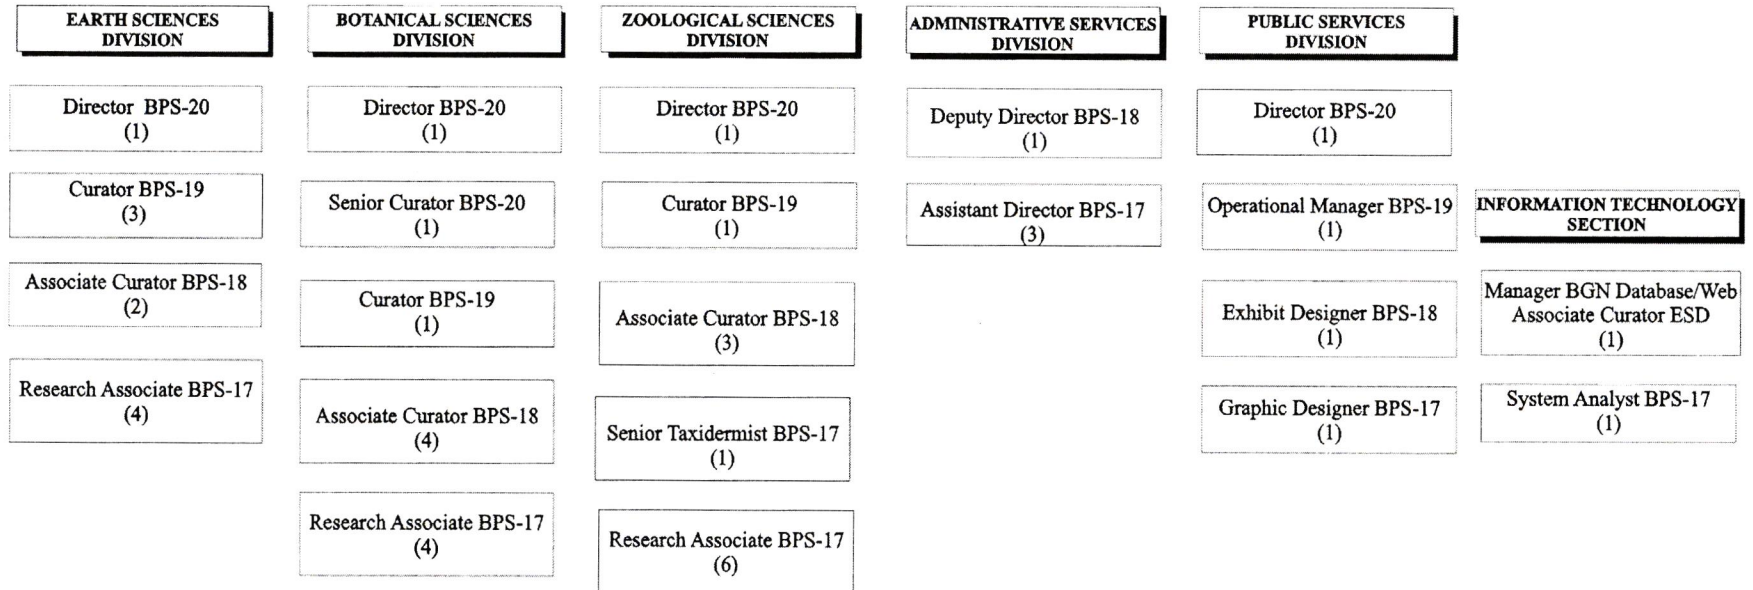 EARTH SCIENCES
DIVISION
Director BPS-20
(1)
Curator BPS-19
(3)
Associate Curator BPS-18
(2)
Research Associate BPS-17
(4)
BOTANICAL SCIENCES
DIVISION
Director BPS-20
(1)
Senior Curator BPS-20
(1)
Curator BPS-19
(1)
Associate Curator BPS-18
(4)
Research Associate BPS-17
(4)
ZOOLOGICAL SCIENCES
DIVISION
Director BPS-20
(1)
Curator BPS-19
(1)
Associate Curator BPS-18
(3)
Senior Taxidermist BPS-17
(1)
Research Associate BPS-17
(6)
ADMINISTRATIVE SERVICES
DIVISION
Deputy Director BPS-18
(1)
Assistant Director BPS-17
(3)
PUBLIC SERVICES
DIVISION
Director BPS-20
(1)
Operational Manager BPS-19
(1)
Exhibit Designer BPS-18
(1)
Graphic Designer BPS-17
(1)
INFORMATION TECHNOLOGY
SECTION
Manager BGN Database/Web
Associate Curator ESD
(1)
System Analyst BPS-17
(1)